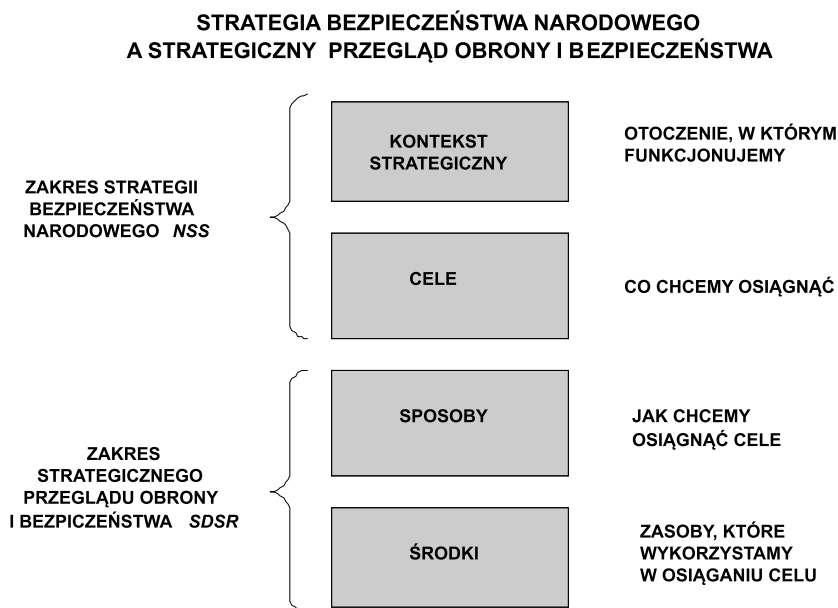 STRATEGIA BEZPIECZEŃSTWA NARODOWEGO
A STRATEGICZNY PRZEGLĄD OBRONY I BEZPIECZEŃSTWA
ZAKRES STRATEGII
BEZPIECZEŃSTWA
NARODOWEGO NSS
KONTEKST
STRATEGICZNY
OTOCZENIE, W KTÓRYM
FUNKCJONUJEMY
CELE
CO CHCEMY OSIĄGNĄĆ
ZAKRES
STRATEGICZNEGO
PRZEGLĄDU OBRONY
I BEZPICZEŃSTWA SDSR
SPOSOBY
JAK CHCEMY
OSIĄGNĄĆ CELE
ŚRODKI
ZASOBY, KTÓRE
WYKORZYSTAMY
W OSIĄGANIU CELU